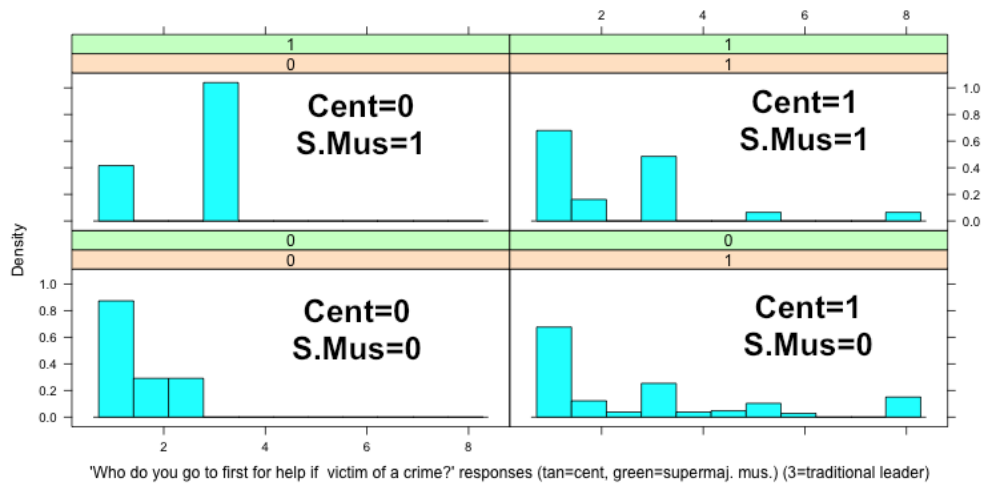 2 4 6 8
1 1
0 1
Cent=0 Cent=1
S.Mus=1 S.Mus=1
1.0
0.8
0.6
0.4
0.2
0.0
Density
0 0
0 1
Cent=0 Cent=1
S.Mus=0 S.Mus=0
1.0
0.8
0.6
0.4
0.2
0.0
2 4 6 8
'Who do you go to first for help if victim of a crime?' responses (tan=cent, green=supermaj. mus.) (3=traditional leader)